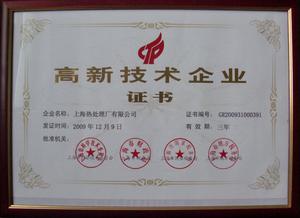 高新技术企业
证书
企业名称：上海热处理厂有限公司 证书编号：GR200931000391
发证时间：2009年12月9日 有效期：三年
批准机关：